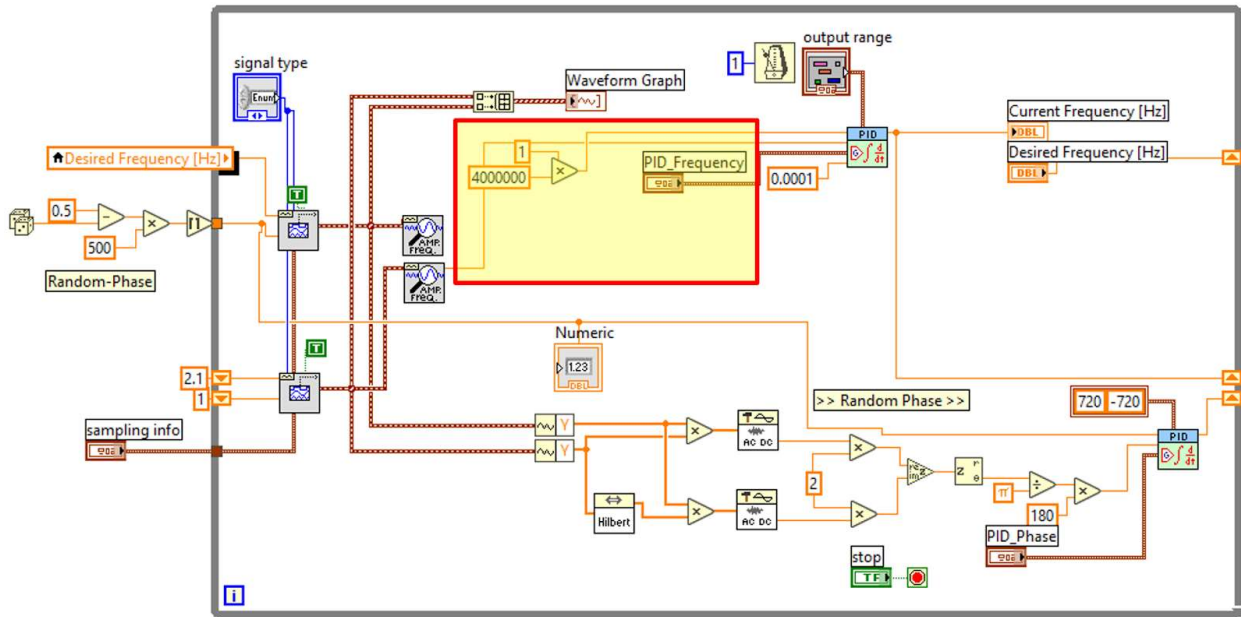 signal type
Enum
output range
1
Waveform Graph
Current Frequency [Hz]
DBL
PID
Desired Frequency [Hz]
Desired Frequency [Hz]
DBL
1
4000000
PID_Frequency
0.0001
T
0.5
500
AMP.
Freq.
Random-Phase
AMP.
Freq.
T
Numeric
1.23
DBL
2.1
1
>> Random Phase >>
720 -720
sampling info
PID
Y
Y
AC DC
2
Hilbert
AC DC
re
im
z
z
r
θ
π
180
PID_Phase
stop
TF
i